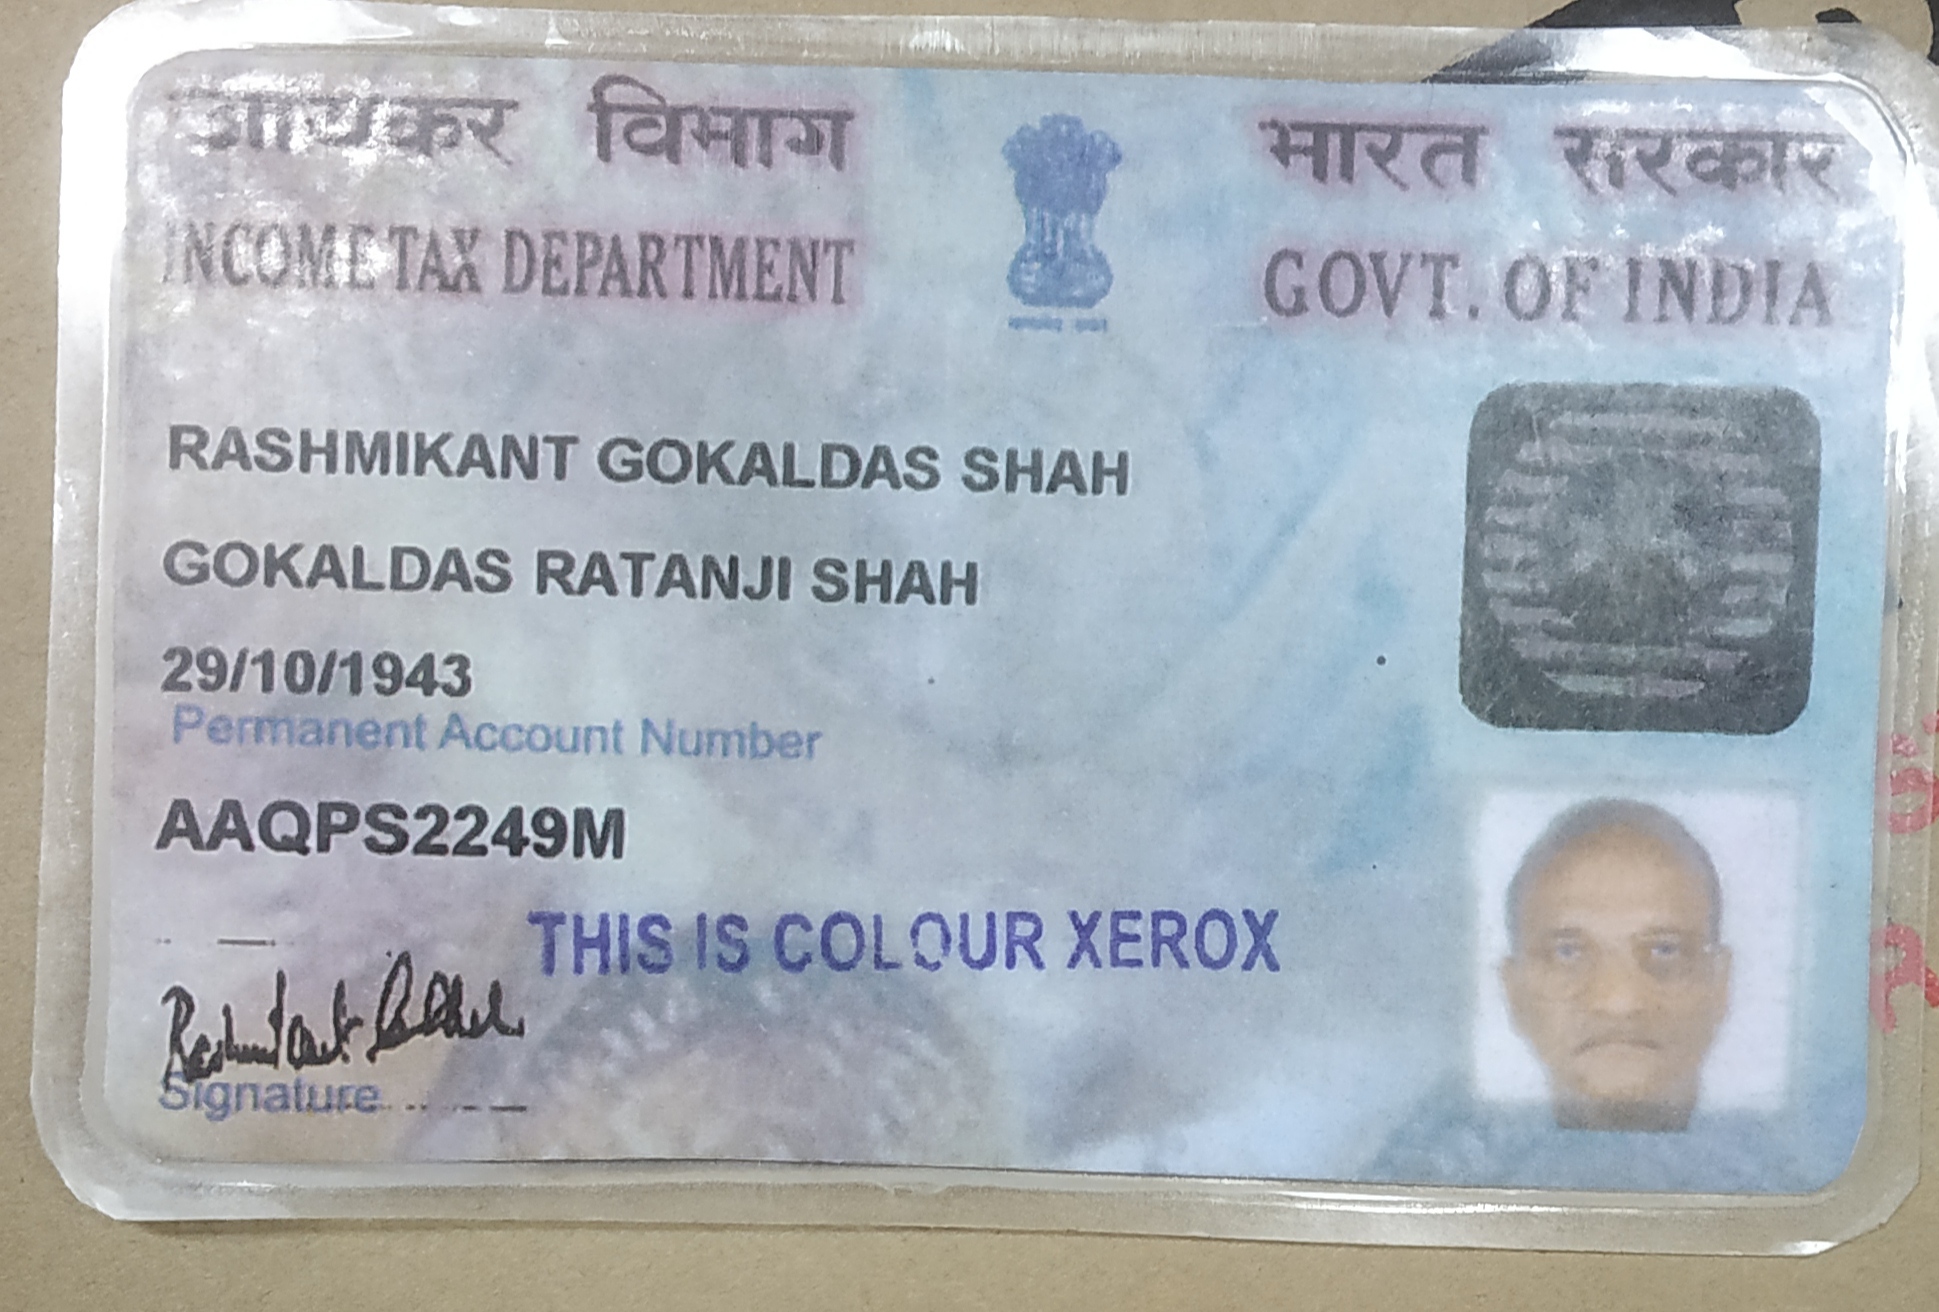 आयकर विभाग भारत सरकार
INCOME TAX DEPARTMENT GOVT. OF INDIA
RASHMIKANT GOKALDAS SHAH
GOKALDAS RATANJI SHAH
29/10/1943
Permanent Account Number
AAQPS2249M
THIS IS COLOUR XEROX
Signature